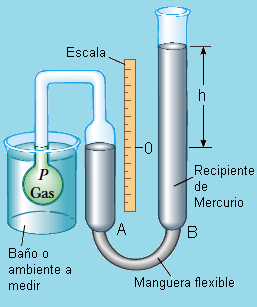 Escala
h
0
P
Gas
Recipiente
de
Mercurio
A
B
Baño o
ambiente a
medir
Manguera flexible